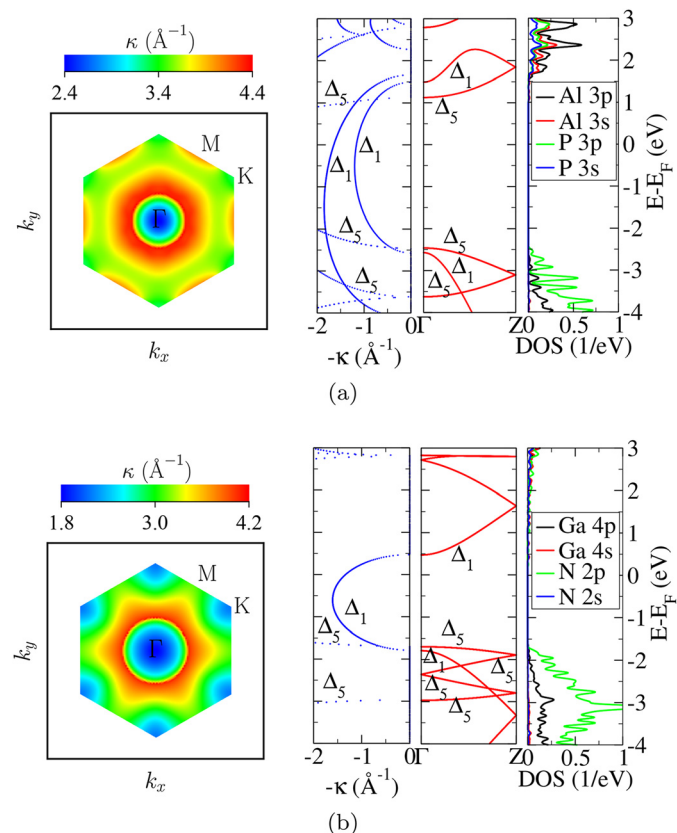 κ (Å⁻¹)
2.4 3.4 4.4
M
K
Γ
k_y
k_x
Δ₅
Δ₁
Δ₁
Δ₅
Δ₅
-2 -1 0
-κ (Å⁻¹)
Δ₁
Δ₅
Δ₅
Δ₁
Δ₅
Γ Z
Al 3p
Al 3s
P 3p
P 3s
0 0.5 1
DOS (1/eV)
3
2
1
0
-1
-2
-3
-4
E-E_F (eV)
(a)
κ (Å⁻¹)
1.8 3.0 4.2
M
K
Γ
k_y
k_x
Δ₁
Δ₅
Δ₅
-2 -1 0
-κ (Å⁻¹)
Δ₁
Δ₅
Δ₁
Δ₅
Δ₅
Δ₅
Γ Z
Ga 4p
Ga 4s
N 2p
N 2s
0 0.5 1
DOS (1/eV)
3
2
1
0
-1
-2
-3
-4
E-E_F (eV)
(b)